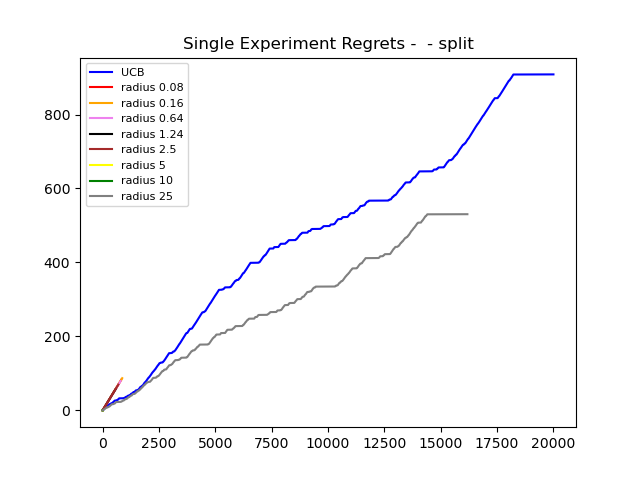 Single Experiment Regrets -  - split
UCB
radius 0.08
radius 0.16
radius 0.64
radius 1.24
radius 2.5
radius 5
radius 10
radius 25
800
600
400
200
0
0 2500 5000 7500 10000 12500 15000 17500 20000